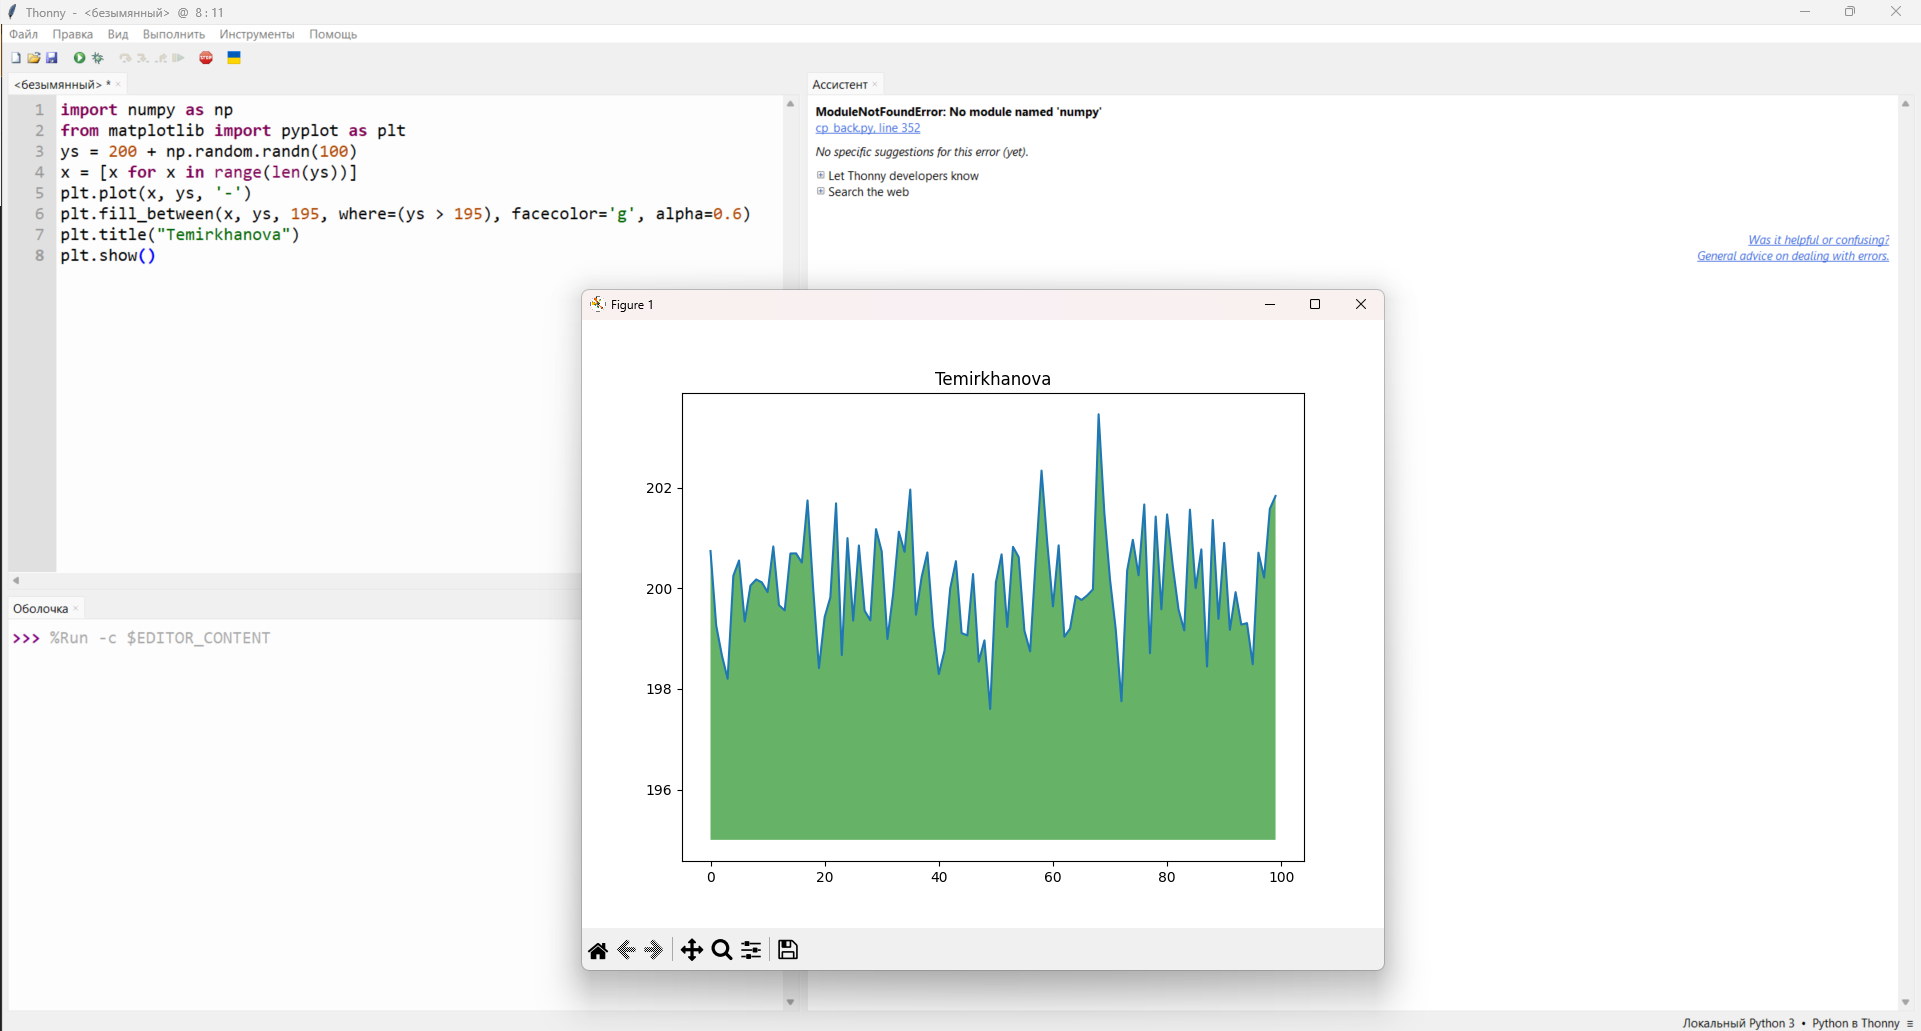 Thonny - <безымянный> @ 8:11
Файл Правка Вид Выполнить Инструменты Помощь
<безымянный> * ×
1 import numpy as np
2 from matplotlib import pyplot as plt
3 ys = 200 + np.random.randn(100)
4 x = [x for x in range(len(ys))]
5 plt.plot(x, ys, '-')
6 plt.fill_between(x, ys, 195, where=(ys > 195), facecolor='g', alpha=0.6)
7 plt.title("Temirkhanova")
8 plt.show()
Оболочка ×
>>> %Run -c $EDITOR_CONTENT
Ассистент ×
ModuleNotFoundError: No module named 'numpy'
cp_back.py, line 352
No specific suggestions for this error (yet).
Let Thonny developers know
Search the web
Was it helpful or confusing?
General advice on dealing with errors.
Figure 1
Temirkhanova
202
200
198
196
0 20 40 60 80 100
Локальный Python 3 • Python в Thonny ≡
STOP